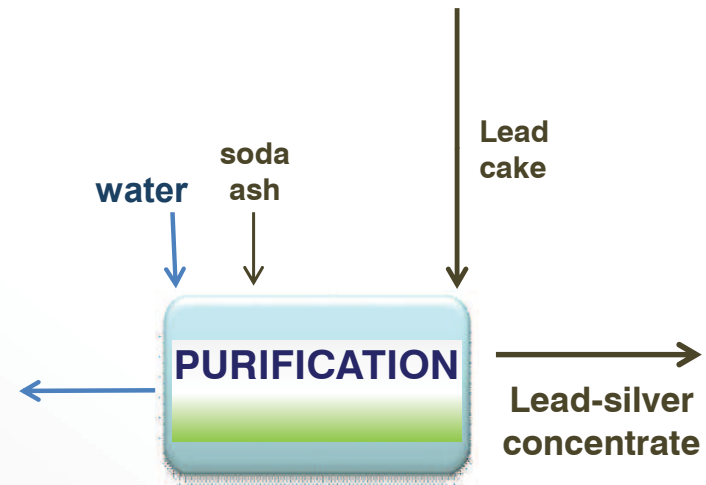 Lead
cake
soda
ash
water
PURIFICATION
Lead-silver
concentrate